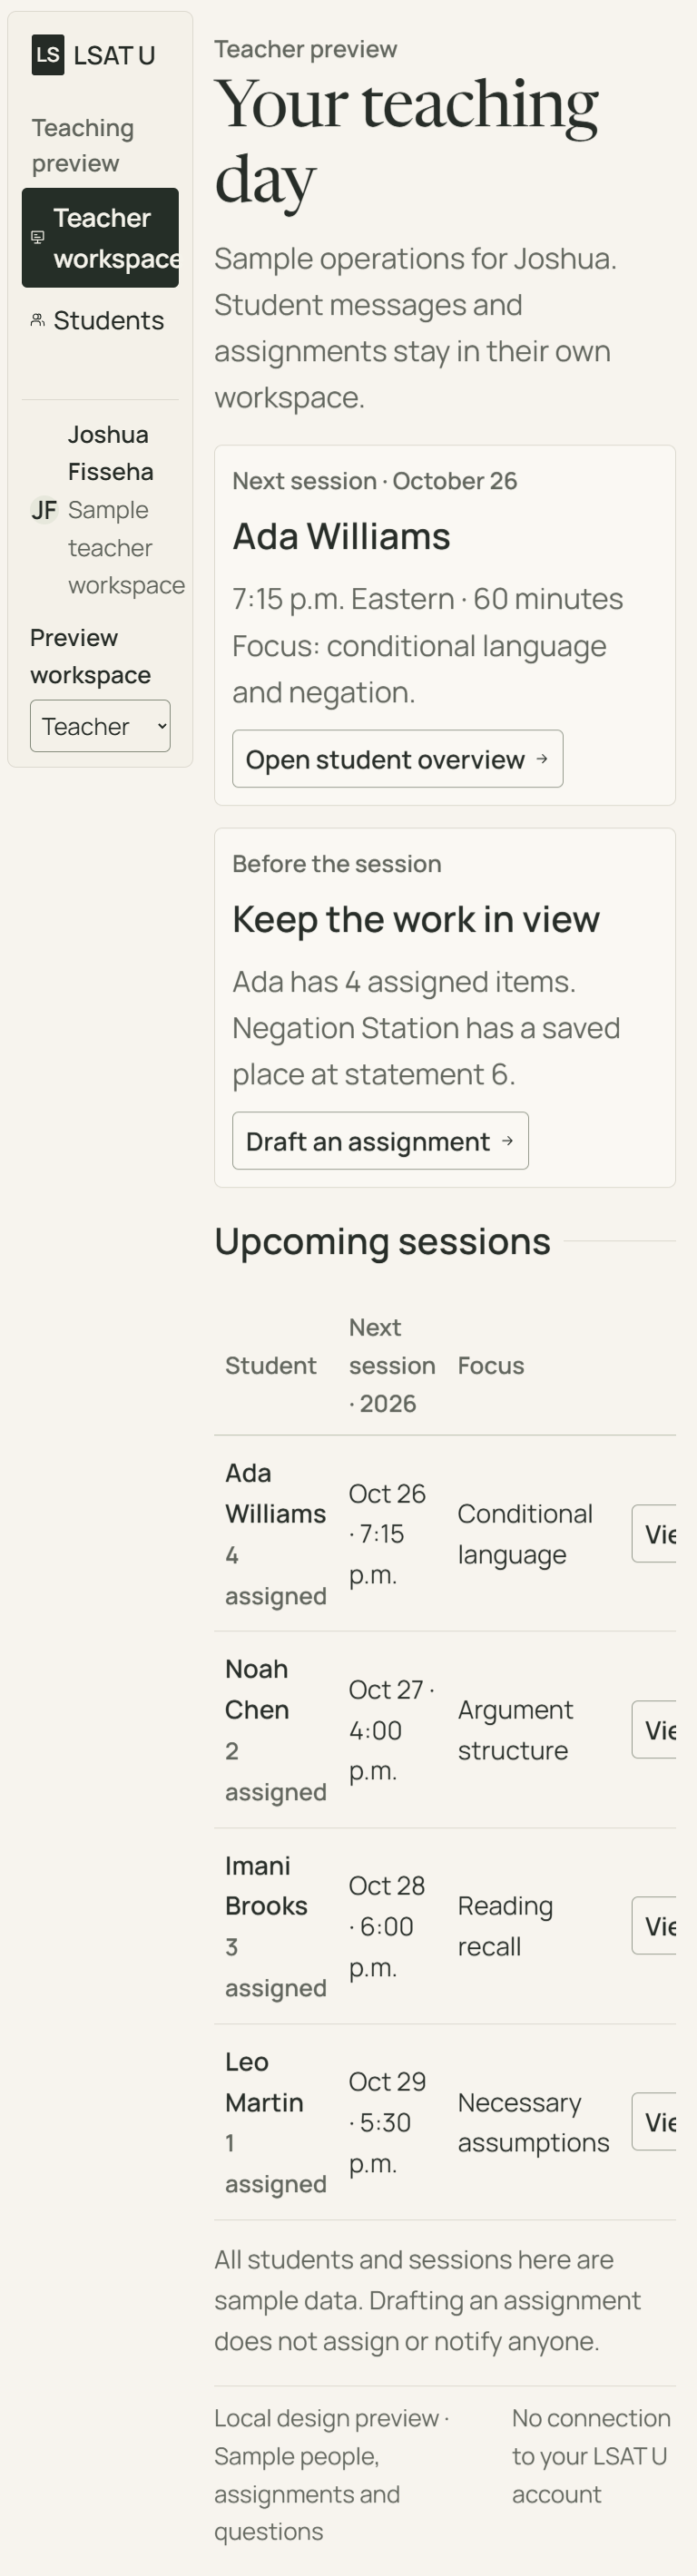 LS LSAT U
Teaching
preview
Teacher
workspace
Students
Joshua
Fisseha
JF Sample
teacher
workspace
Preview
workspace
Teacher
Teacher preview
Your teaching
day
Sample operations for Joshua.
Student messages and
assignments stay in their own
workspace.
Next session · October 26
Ada Williams
7:15 p.m. Eastern · 60 minutes
Focus: conditional language
and negation.
Open student overview →
Before the session
Keep the work in view
Ada has 4 assigned items.
Negation Station has a saved
place at statement 6.
Draft an assignment →
Upcoming sessions
Student
Next
session
· 2026
Focus
Ada
Williams
4
assigned
Oct 26
· 7:15
p.m.
Conditional
language
Vie
Noah
Chen
2
assigned
Oct 27 ·
4:00
p.m.
Argument
structure
Vie
Imani
Brooks
3
assigned
Oct 28
· 6:00
p.m.
Reading
recall
Vie
Leo
Martin
1
assigned
Oct 29
· 5:30
p.m.
Necessary
assumptions
Vie
All students and sessions here are
sample data. Drafting an assignment
does not assign or notify anyone.
Local design preview ·
Sample people,
assignments and
questions
No connection
to your LSAT U
account